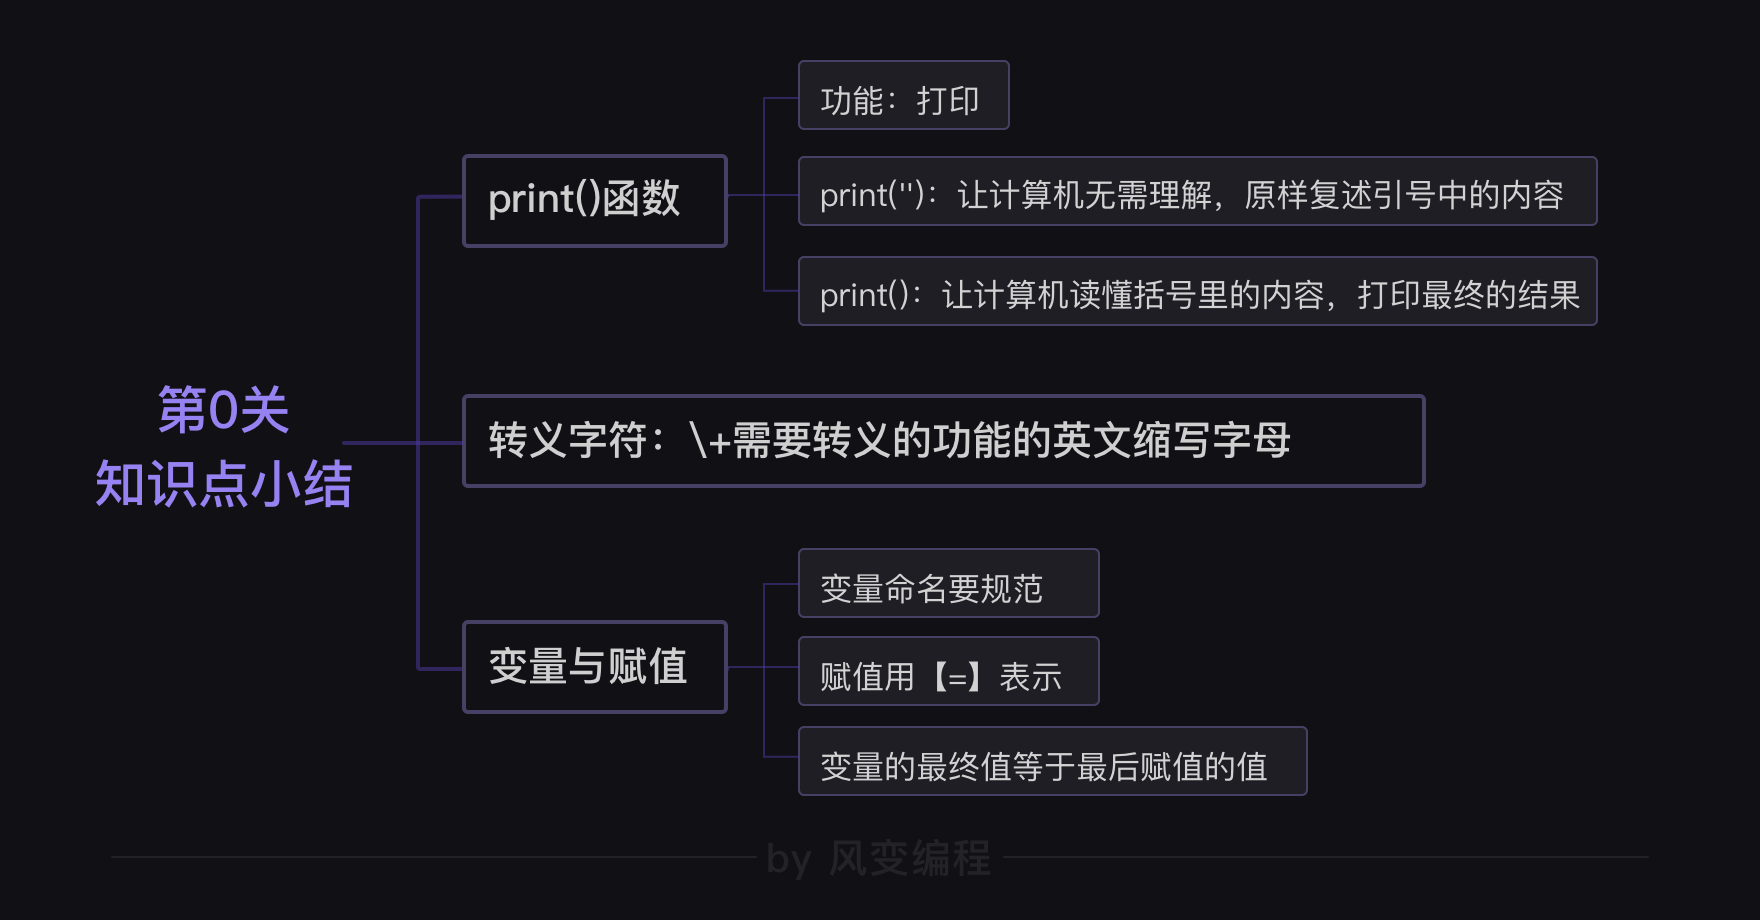 第0关
知识点小结
print()函数
功能：打印
print('')：让计算机无需理解，原样复述引号中的内容
print()：让计算机读懂括号里的内容，打印最终的结果
转义字符：\+需要转义的功能的英文缩写字母
变量与赋值
变量命名要规范
赋值用【=】表示
变量的最终值等于最后赋值的值
by 风变编程